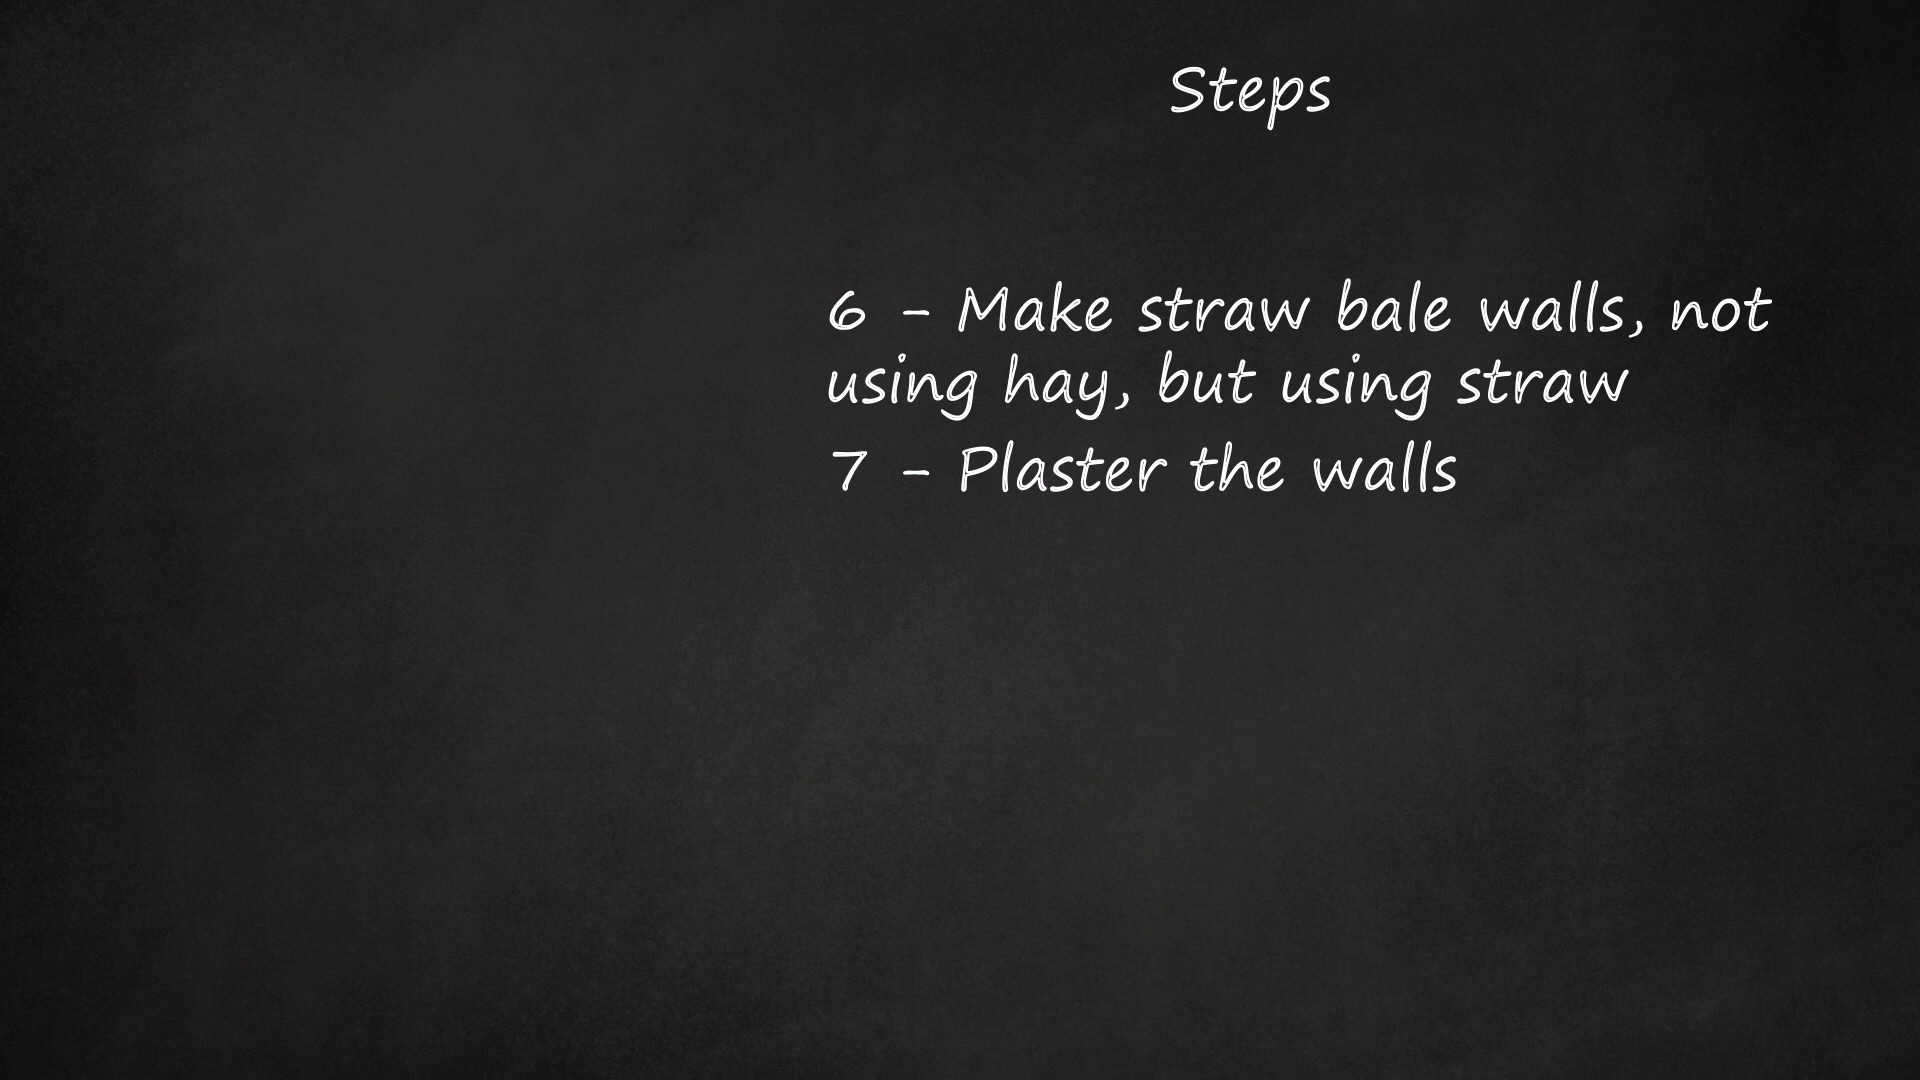 Steps
6 - Make straw bale walls, not
using hay, but using straw
7 - Plaster the walls